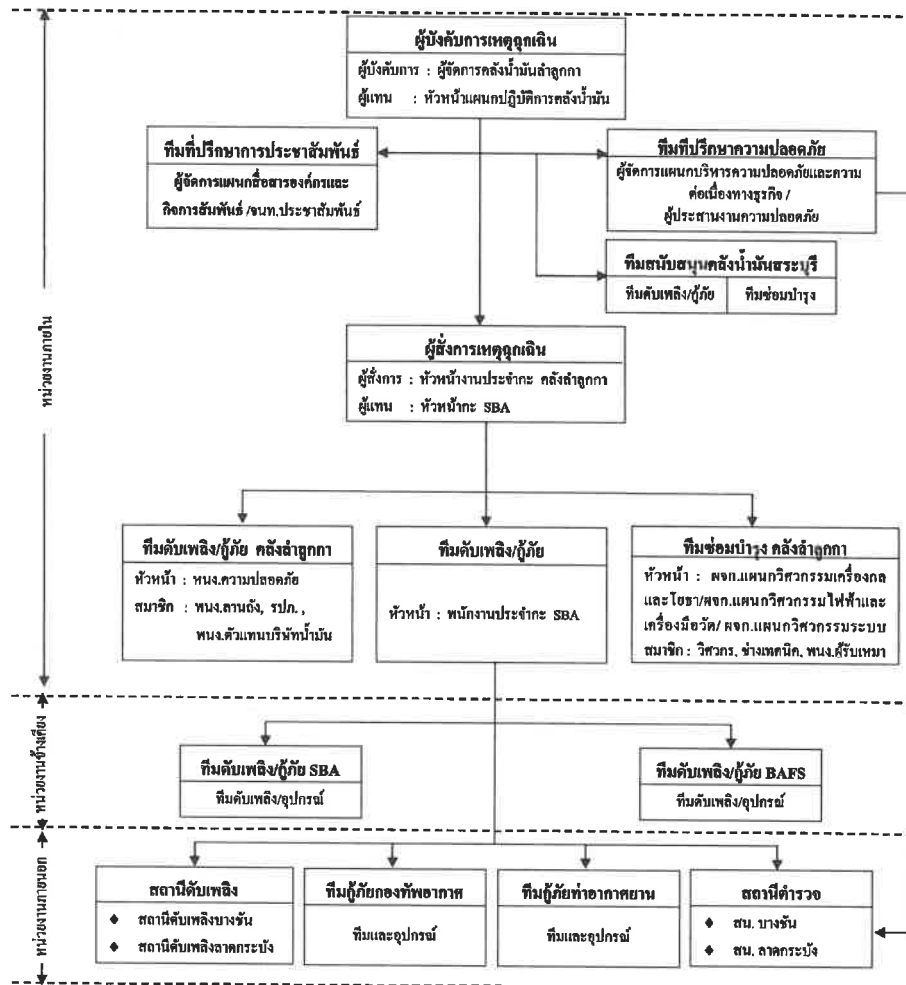 ผู้บังคับการเหตุฉุกเฉิน
ผู้บังคับการ : ผู้จัดการคลังน้ำมันลำลูกกา
ผู้แทน : หัวหน้าแผนกปฏิบัติการคลังน้ำมัน
ทีมที่ปรึกษาการประชาสัมพันธ์
ผู้จัดการแผนกสื่อสารองค์กรและ
กิจการสัมพันธ์ /จนท.ประชาสัมพันธ์
ทีมที่ปรึกษาความปลอดภัย
ผู้จัดการแผนกบริหารความปลอดภัยและความ
ต่อเนื่องทางธุรกิจ /
ผู้ประสานงานความปลอดภัย
ทีมสนับสนุนคลังน้ำมันสระบุรี
ทีมดับเพลิง/กู้ภัย
ทีมซ่อมบำรุง
หน่วยงานภายใน
ผู้สั่งการเหตุฉุกเฉิน
ผู้สั่งการ : หัวหน้างานประจำกะ คลังลำลูกกา
ผู้แทน : หัวหน้ากะ SBA
ทีมดับเพลิง/กู้ภัย คลังลำลูกกา
หัวหน้า : หนง.ความปลอดภัย
สมาชิก : พนง.ลานถัง, รปภ. ,
พนง.ตัวแทนบริษัทน้ำมัน
ทีมดับเพลิง/กู้ภัย
หัวหน้า : พนักงานประจำกะ SBA
ทีมซ่อมบำรุง คลังลำลูกกา
หัวหน้า : ผจก.แผนกวิศวกรรมเครื่องกล
และโยธา/ผจก.แผนกวิศวกรรมไฟฟ้าและ
เครื่องมือวัด/ ผจก.แผนกวิศวกรรมระบบ
สมาชิก : วิศวกร, ช่างเทคนิค, พนง.ผู้รับเหมา
หน่วยงานข้างเคียง
ทีมดับเพลิง/กู้ภัย SBA
ทีมดับเพลิง/อุปกรณ์
ทีมดับเพลิง/กู้ภัย BAFS
ทีมดับเพลิง/อุปกรณ์
หน่วยงานภายนอก
สถานีดับเพลิง
♦ สถานีดับเพลิงบางชัน
♦ สถานีดับเพลิงลาดกระบัง
ทีมกู้ภัยกองทัพอากาศ
ทีมและอุปกรณ์
ทีมกู้ภัยท่าอากาศยาน
ทีมและอุปกรณ์
สถานีตำรวจ
♦ สน. บางชัน
♦ สน. ลาดกระบัง